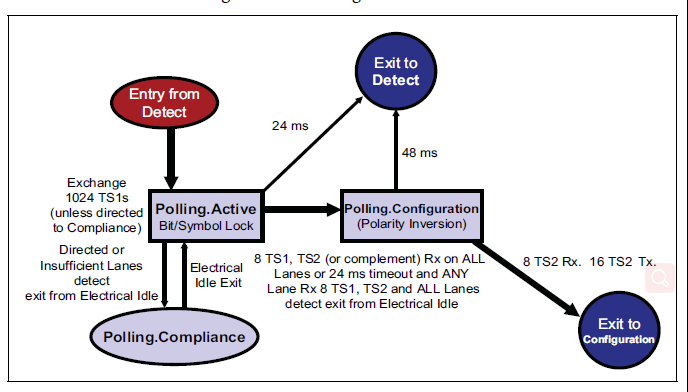 Exit to
Detect
Entry from
Detect
24 ms
48 ms
Exchange
1024 TS1s
(unless directed
to Compliance)
Polling.Active
Bit/Symbol Lock
Polling.Configuration
(Polarity Inversion)
Directed or
Insufficient Lanes
detect
exit from Electrical Idle
Electrical
Idle Exit
8 TS1, TS2 (or complement) Rx on ALL
Lanes or 24 ms timeout and ANY
Lane Rx 8 TS1, TS2 and ALL Lanes
detect exit from Electrical Idle
8 TS2 Rx. 16 TS2 Tx.
Polling.Compliance
Exit to
Configuration